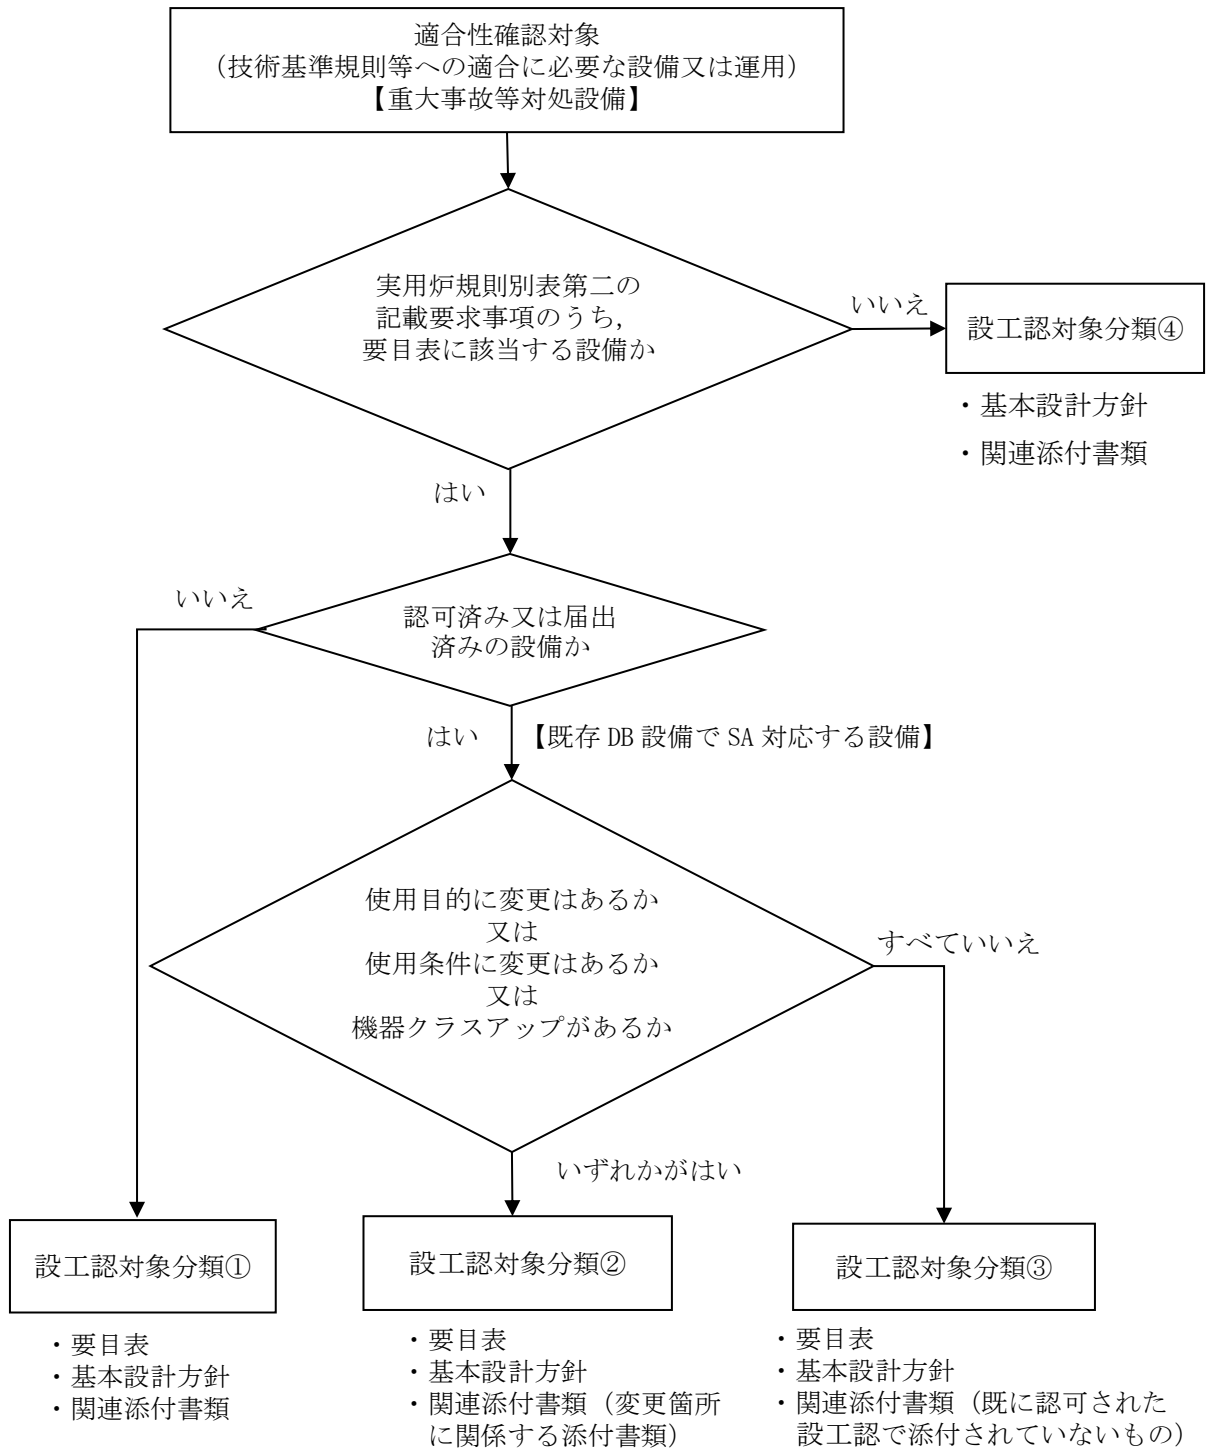 適合性確認対象
（技術基準規則等への適合に必要な設備又は運用）
【重大事故等対処設備】
実用炉規則別表第二の
記載要求事項のうち，
要目表に該当する設備か
いいえ
設工認対象分類④
・基本設計方針
・関連添付書類
はい
いいえ
認可済み又は届出
済みの設備か
はい
【既存 DB 設備で SA 対応する設備】
使用目的に変更はあるか
又は
使用条件に変更はあるか
又は
機器クラスアップがあるか
すべていいえ
いずれかがはい
設工認対象分類①
・要目表
・基本設計方針
・関連添付書類
設工認対象分類②
・要目表
・基本設計方針
・関連添付書類（変更箇所
に関係する添付書類）
設工認対象分類③
・要目表
・基本設計方針
・関連添付書類（既に認可された
設工認で添付されていないもの）